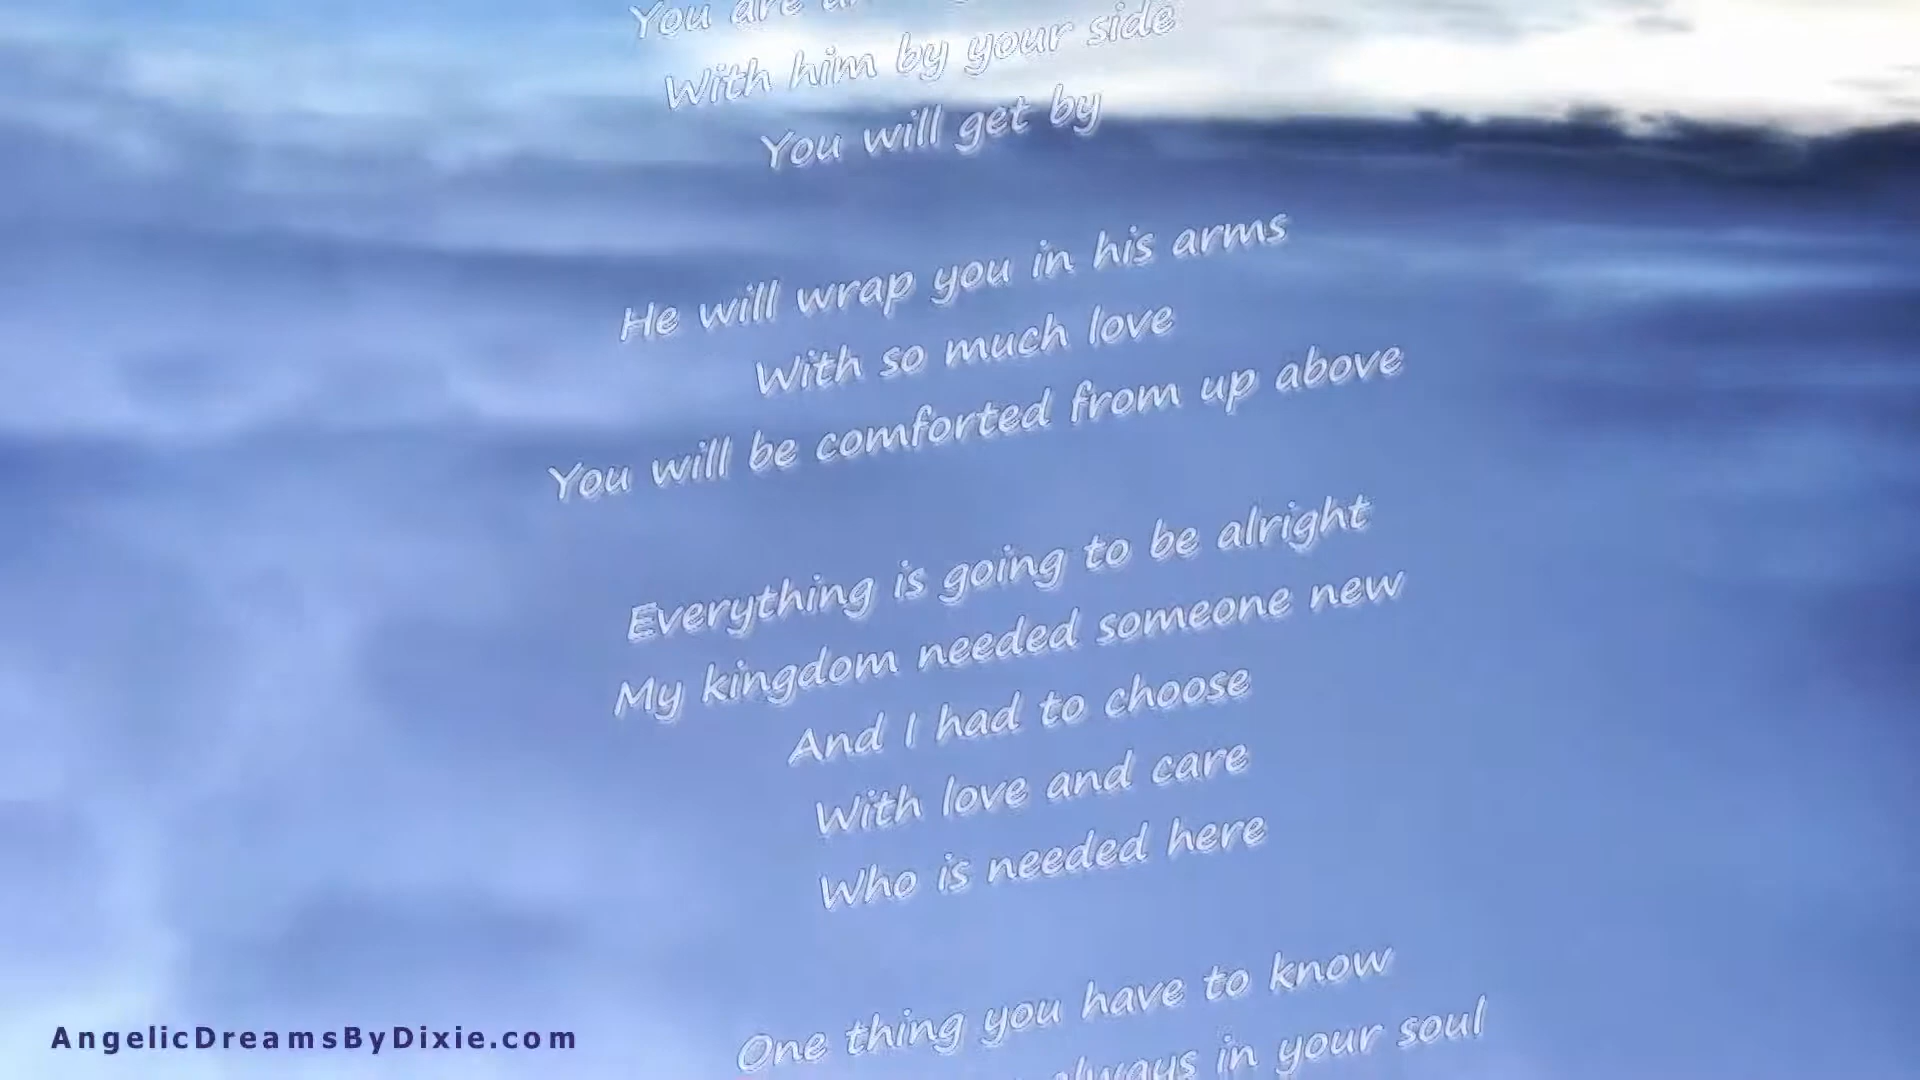 You are
With him by your side
You will get by
He will wrap you in his arms
With so much love
You will be comforted from up above
Everything is going to be alright
My kingdom needed someone new
And I had to choose
With love and care
Who is needed here
One thing you have to know
always in your soul
AngelicDreamsByDixie.com